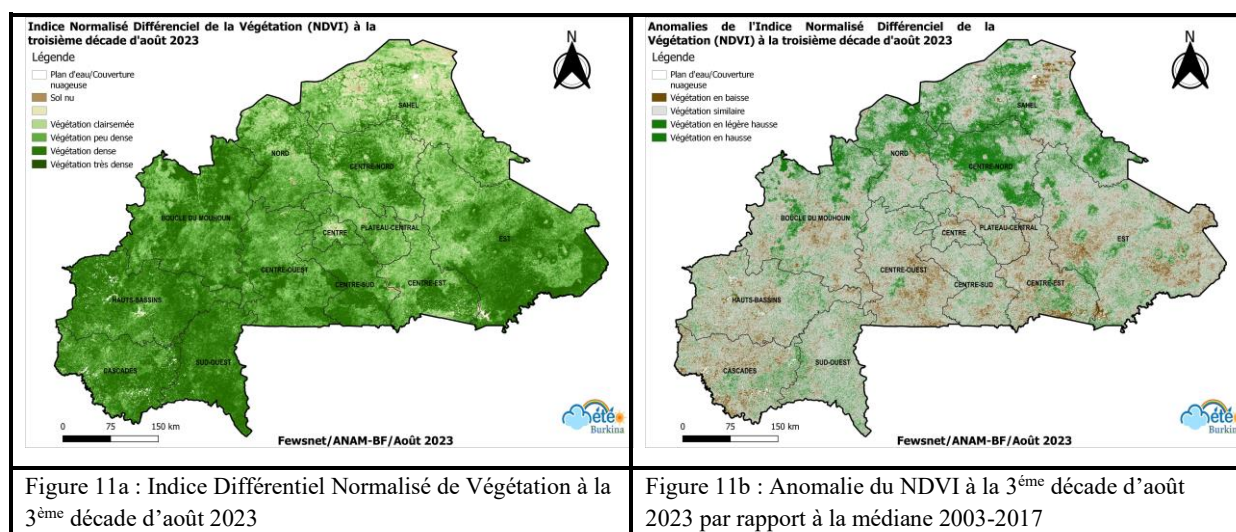 Indice Normalisé Différenciel de la Végétation (NDVI) à la
troisième décade d'août 2023
Légende
Plan d'eau/Couverture
nuageuse
Sol nu
Végétation clairsemée
Végétation peu dense
Végétation dense
Végétation très dense
N
SAHEL
NORD
CENTRE-NORD
BOUCLE DU MOUHOUN
CENTRE
PLATEAU-CENTRAL
EST
CENTRE-OUEST
CENTRE-SUD
CENTRE-EST
HAUTS-BASSINS
SUD-OUEST
CASCADES
0 75 150 km
Fewsnet/ANAM-BF/Août 2023
Météo
Burkina
Anomalies de l'Indice Normalisé Différenciel de la
Végétation (NDVI) à la troisième décade d'août 2023
Légende
Plan d'eau/Couverture
nuageuse
Végétation en baisse
Végétation similaire
Végétation en légère hausse
Végétation en hausse
N
SAHEL
NORD
CENTRE-NORD
BOUCLE DU MOUHOUN
CENTRE
PLATEAU-CENTRAL
EST
CENTRE-OUEST
CENTRE-SUD
CENTRE-EST
HAUTS-BASSINS
SUD-OUEST
CASCADES
0 75 150 km
Fewsnet/ANAM-BF/Août 2023
Météo
Burkina
Figure 11a : Indice Différentiel Normalisé de Végétation à la
3ème décade d'août 2023
Figure 11b : Anomalie du NDVI à la 3éme décade d'août
2023 par rapport à la médiane 2003-2017